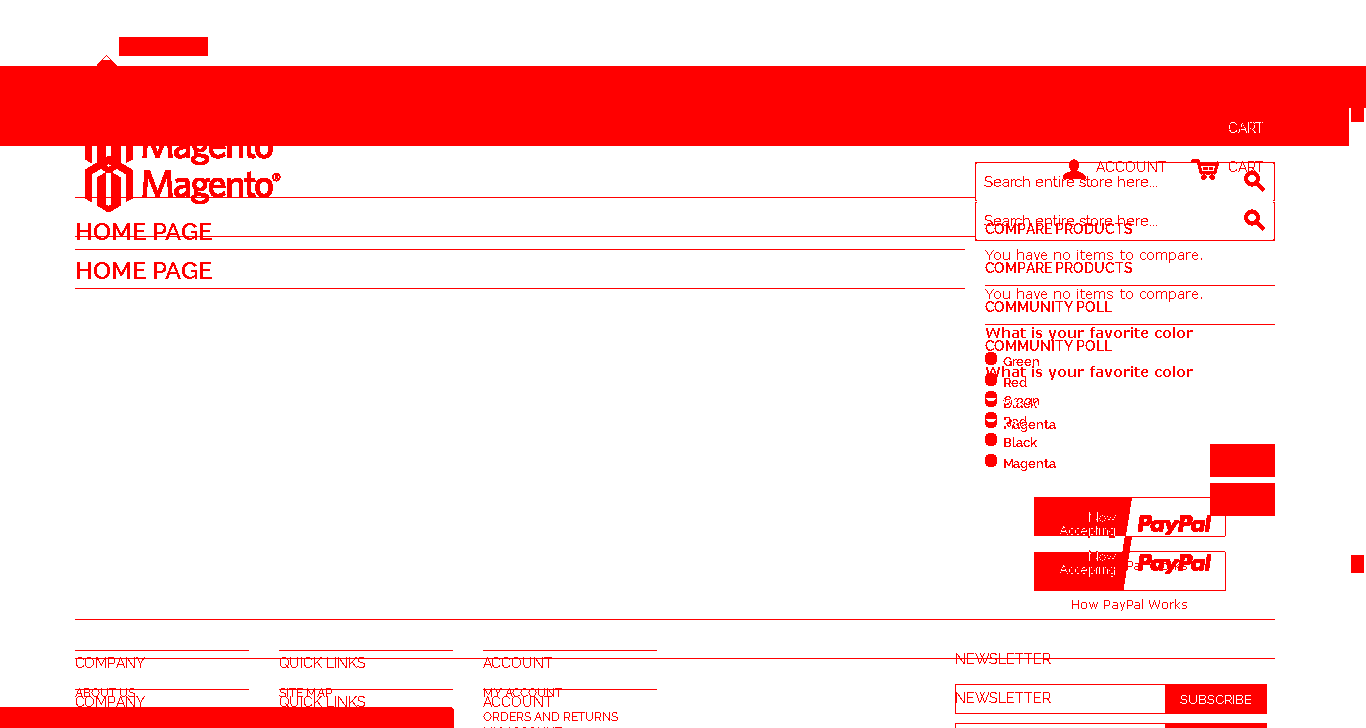 CART
Magento
Magento®
ACCOUNT CART
Search entire store here...
Search entire store here...
HOME PAGE
COMPARE PRODUCTS
You have no items to compare.
HOME PAGE
COMPARE PRODUCTS
You have no items to compare.
COMMUNITY POLL
What is your favorite color
COMMUNITY POLL
Green
What is your favorite color
Red
Green
Black
Red
Magenta
Black
Magenta
Now
Accepting PayPal
Now
Accepting PayPal
How PayPal Works
COMPANY QUICK LINKS ACCOUNT NEWSLETTER
ABOUT US SITE MAP MY ACCOUNT
COMPANY QUICK LINKS ACCOUNT NEWSLETTER SUBSCRIBE
ORDERS AND RETURNS